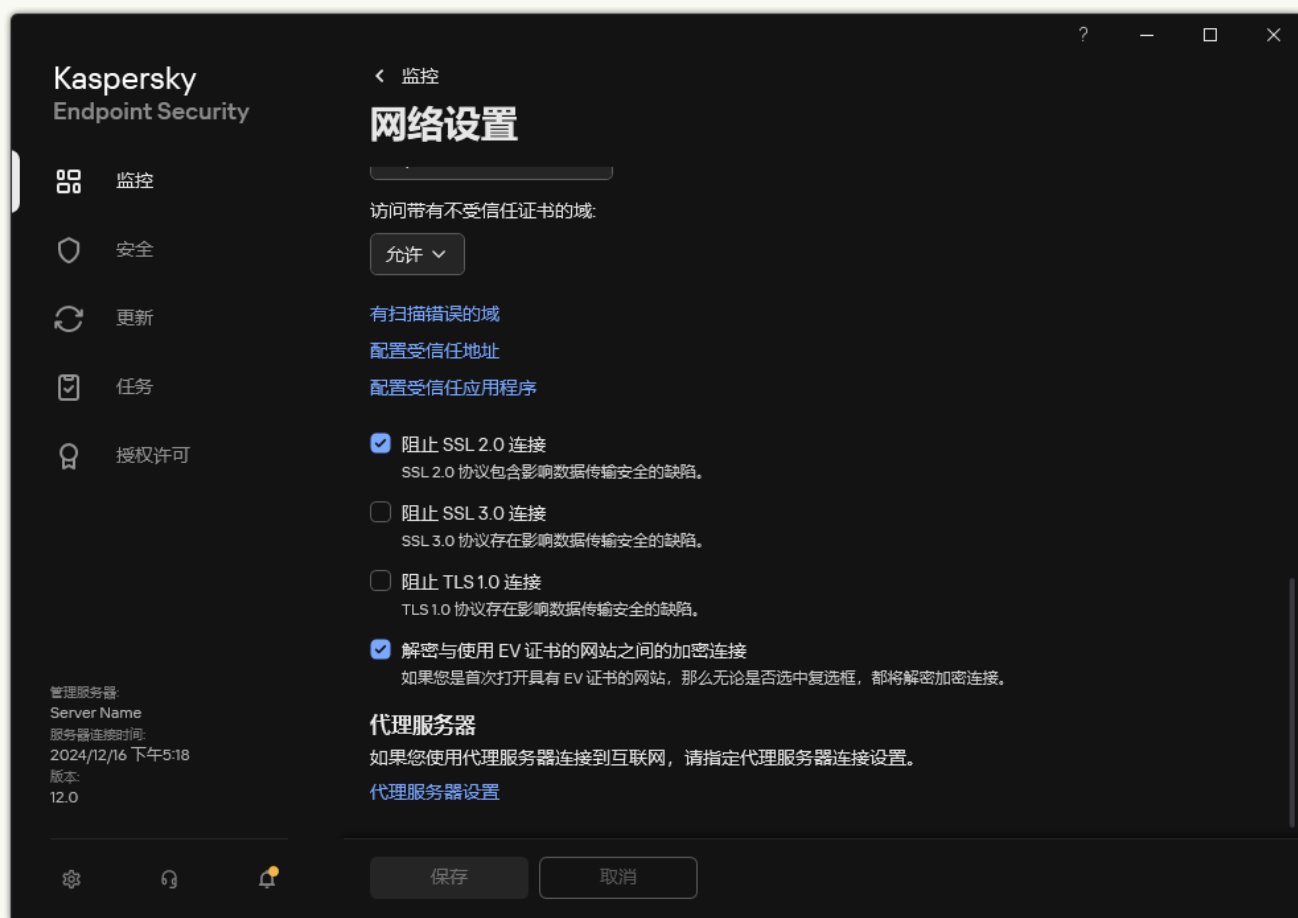 Kaspersky
Endpoint Security
监控
安全
更新
任务
授权许可
管理服务器:
Server Name
服务器连接时间:
2024/12/16 下午5:18
版本:
12.0
监控
网络设置
访问带有不受信任证书的域:
允许
有扫描错误的域
配置受信任地址
配置受信任应用程序
阻止 SSL 2.0 连接
SSL 2.0 协议包含影响数据传输安全的缺陷。
阻止 SSL 3.0 连接
SSL 3.0 协议存在影响数据传输安全的缺陷。
阻止 TLS 1.0 连接
TLS 1.0 协议存在影响数据传输安全的缺陷。
解密与使用 EV 证书的网站之间的加密连接
如果您是首次打开具有 EV 证书的网站，那么无论是否选中复选框，都将解密加密连接。
代理服务器
如果您使用代理服务器连接到互联网，请指定代理服务器连接设置。
代理服务器设置
保存
取消